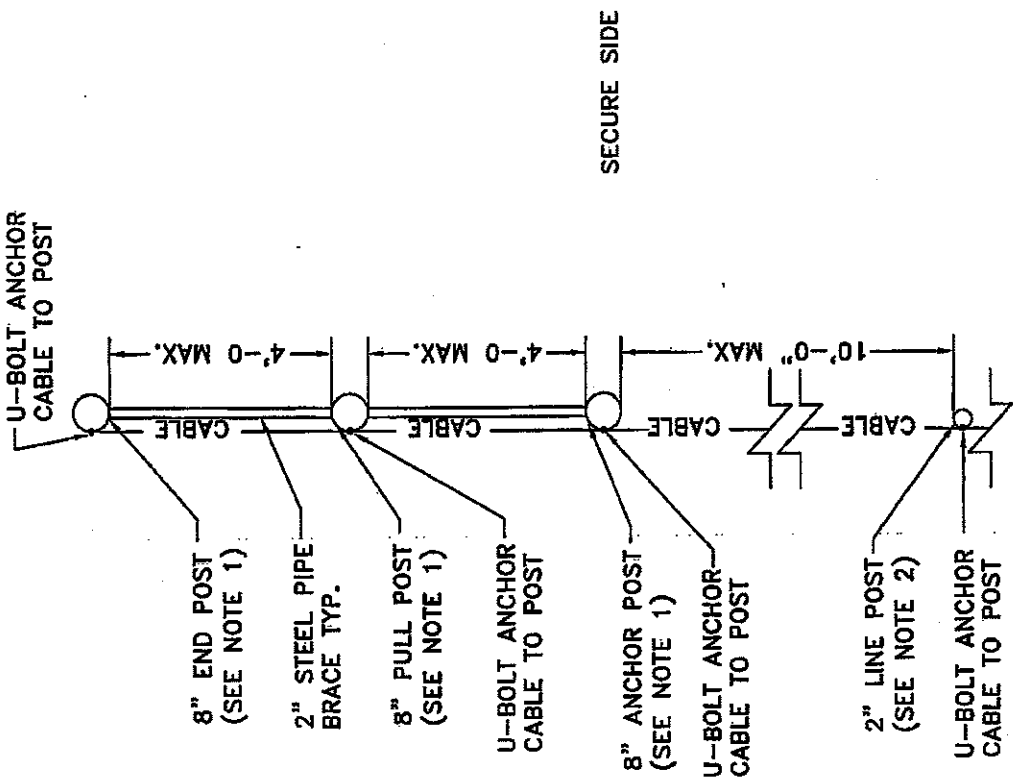 U-BOLT ANCHOR
CABLE TO POST
4'-0 MAX.
4'-0 MAX.
10'-0" MAX.
CABLE
CABLE
CABLE
CABLE
SECURE SIDE
8" END POST
(SEE NOTE 1)
2" STEEL PIPE
BRACE TYP.
8" PULL POST
(SEE NOTE 1)
U-BOLT ANCHOR
CABLE TO POST
8" ANCHOR POST
(SEE NOTE 1)
U-BOLT ANCHOR
CABLE TO POST
2" LINE POST
(SEE NOTE 2)
U-BOLT ANCHOR
CABLE TO POST